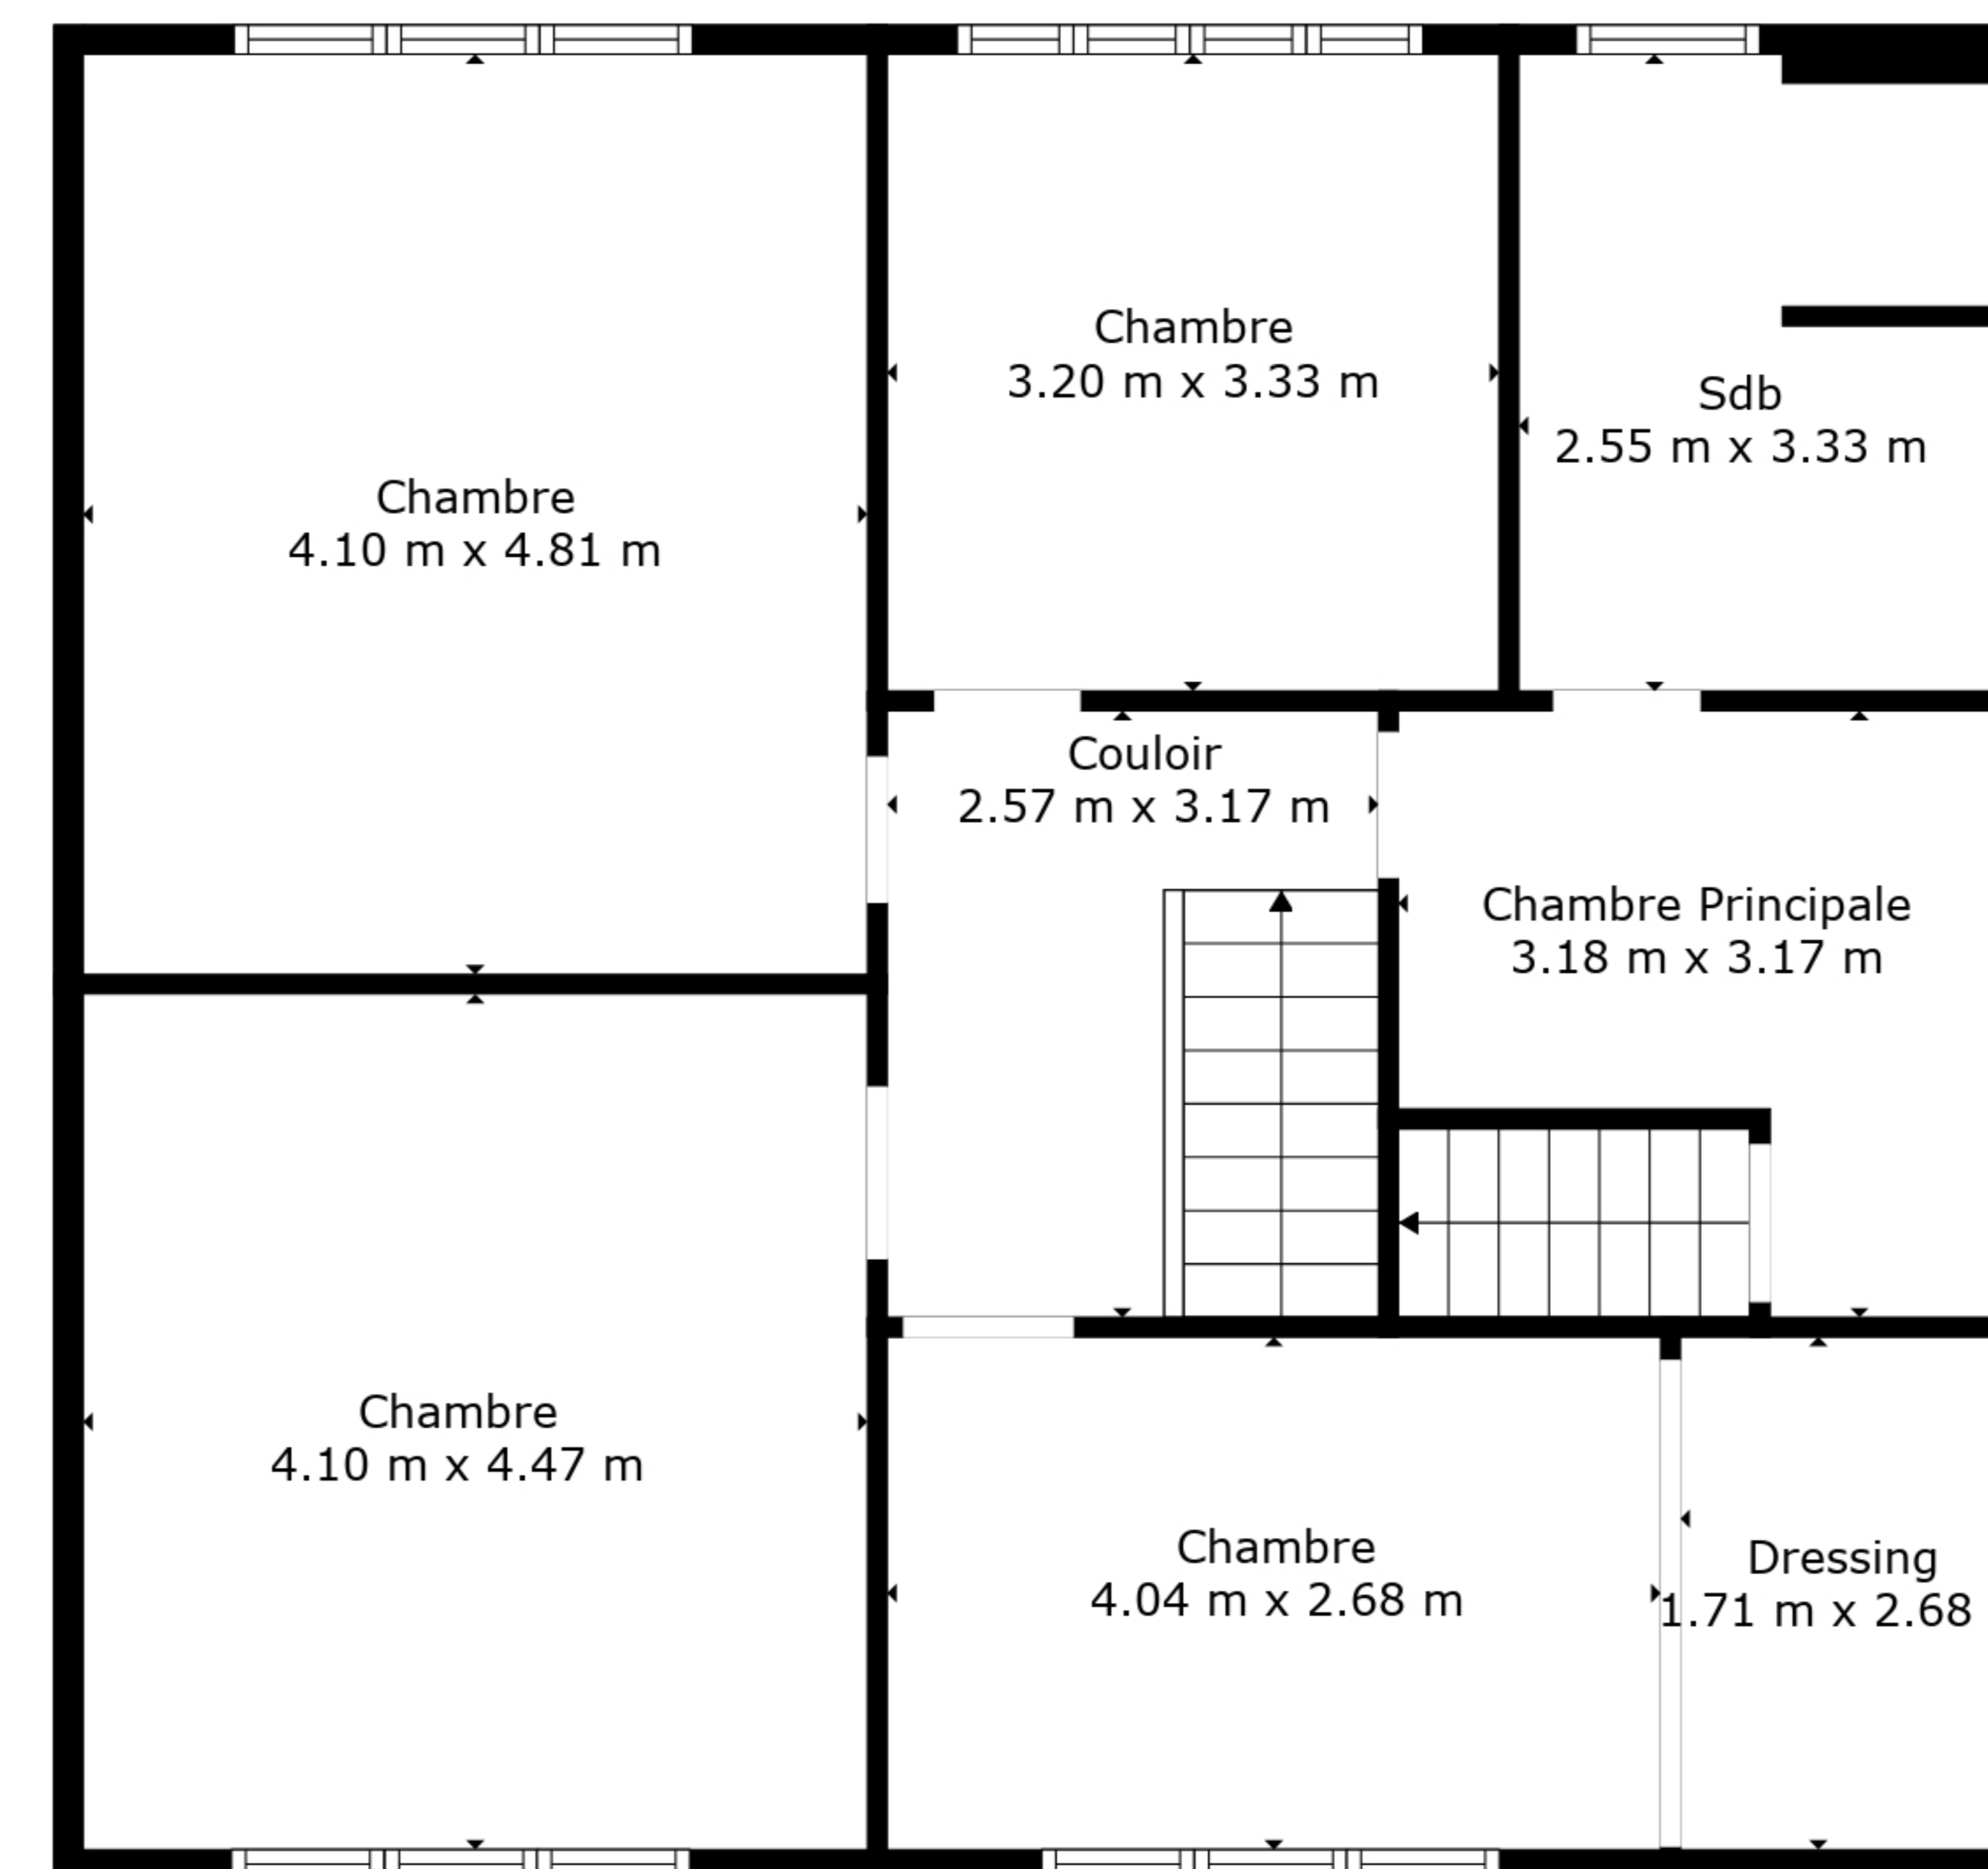 Chambre
3.20 m x 3.33 m
Sdb
2.55 m x 3.33 m
Chambre
4.10 m x 4.81 m
Couloir
2.57 m x 3.17 m
Chambre Principale
3.18 m x 3.17 m
Chambre
4.10 m x 4.47 m
Chambre
4.04 m x 2.68 m
Dressing
1.71 m x 2.68